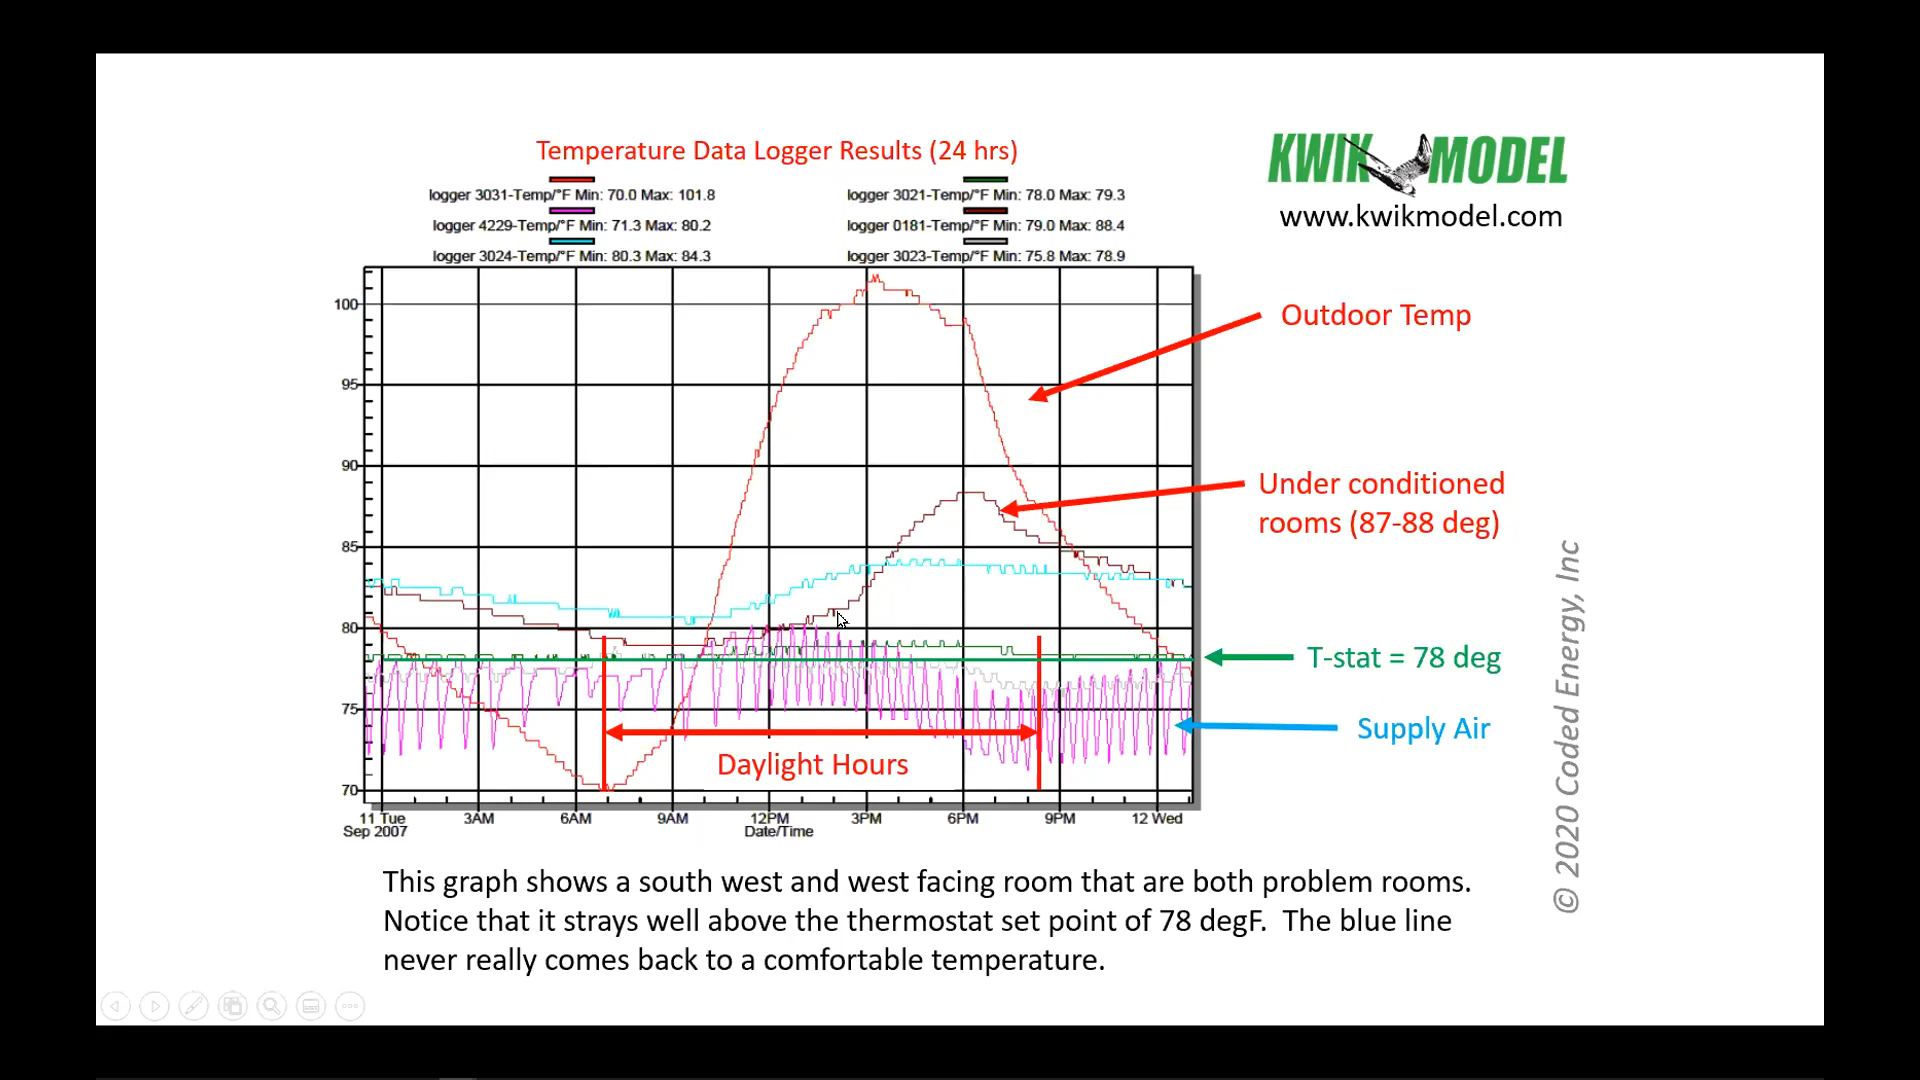 Temperature Data Logger Results (24 hrs)
KWIK MODEL
www.kwikmodel.com
logger 3031-Temp/°F Min: 70.0 Max: 101.8
logger 3021-Temp/°F Min: 78.0 Max: 79.3
logger 4229-Temp/°F Min: 71.3 Max: 80.2
logger 0181-Temp/°F Min: 79.0 Max: 88.4
logger 3024-Temp/°F Min: 80.3 Max: 84.3
logger 3023-Temp/°F Min: 75.8 Max: 78.9
100
95
90
85
80
75
70
Outdoor Temp
Under conditioned
rooms (87-88 deg)
T-stat = 78 deg
Supply Air
Daylight Hours
11 Tue 3AM 6AM 9AM 12PM 3PM 6PM 9PM 12 Wed
Sep 2007 Date/Time
This graph shows a south west and west facing room that are both problem rooms.
Notice that it strays well above the thermostat set point of 78 degF. The blue line
never really comes back to a comfortable temperature.
© 2020 Coded Energy, Inc